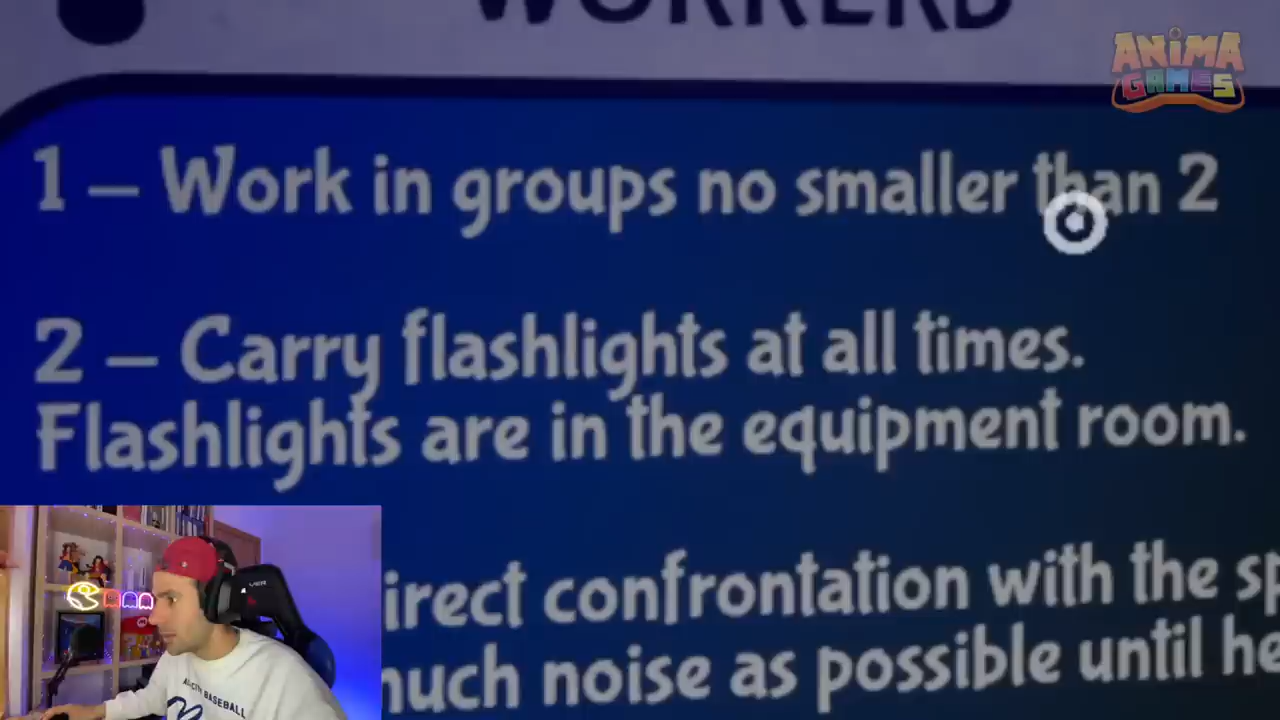 ANIMA
GAMES
1 – Work in groups no smaller than 2
2 – Carry flashlights at all times.
Flashlights are in the equipment room.
confrontation with the
noise as possible until
BASEBALL